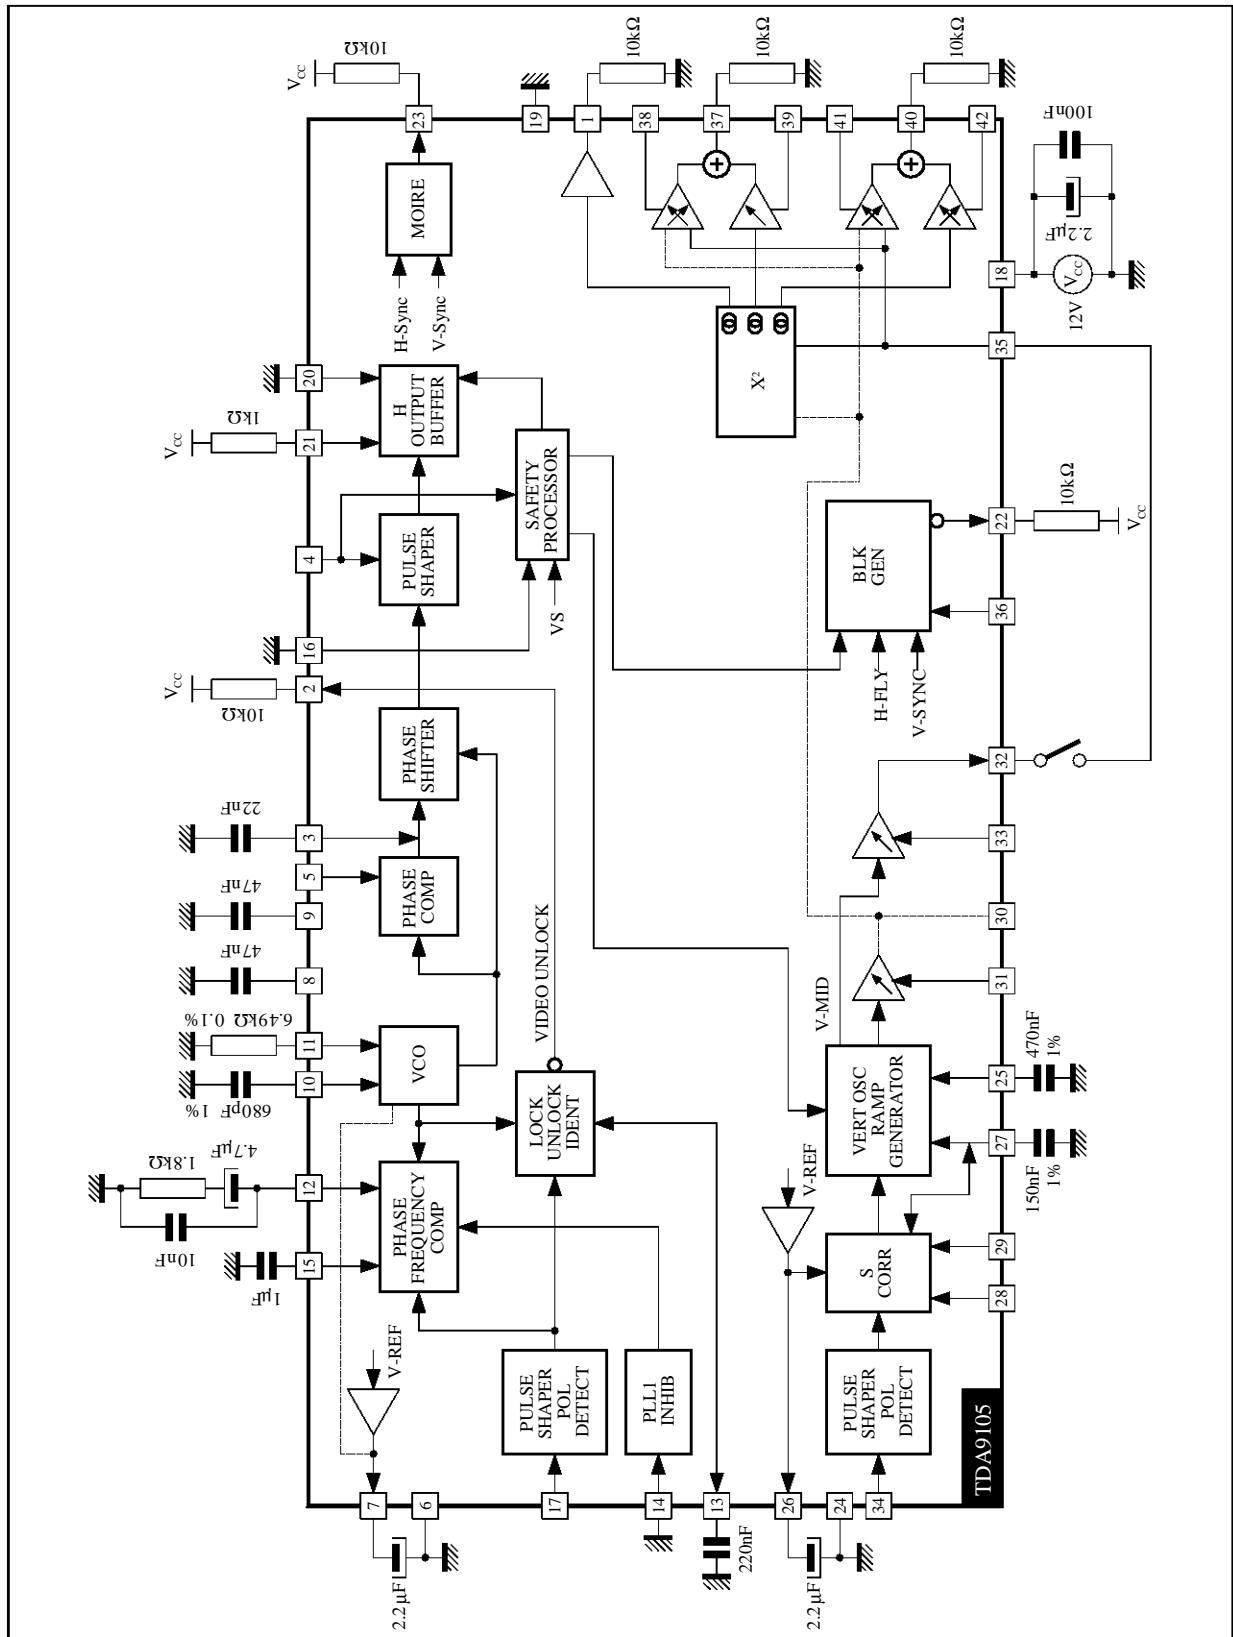 VCC
10kΩ
23
19
1
10kΩ
38
37
10kΩ
39
41
40
10kΩ
42
100nF
2.2µF
VCC
12V
18
MOIRE
H-Sync
V-Sync
20
VCC
1kΩ
21
H
OUTPUT
BUFFER
X²
35
4
PULSE
SHAPER
SAFETY
PROCESSOR
VS
BLK
GEN
22
10kΩ
VCC
36
H-FLY
V-SYNC
16
VCC
10kΩ
2
PHASE
SHIFTER
32
22nF
3
5
47nF
9
47nF
8
PHASE
COMP
33
30
31
VIDEO UNLOCK
V-MID
6.49kΩ 0.1%
11
680pF 1%
10
VCO
LOCK
UNLOCK
IDENT
VERT OSC
RAMP
GENERATOR
25
470nF
1%
27
150nF
1%
4.7µF
1.8kΩ
12
10nF
15
1µF
PHASE
FREQUENCY
COMP
V-REF
S
CORR
29
28
V-REF
PULSE
SHAPER
POL
DETECT
PLL1
INHIB
PULSE
SHAPER
POL
DETECT
TDA9105
7
6
17
14
13
26
24
34
2.2µF
220nF
2.2µF